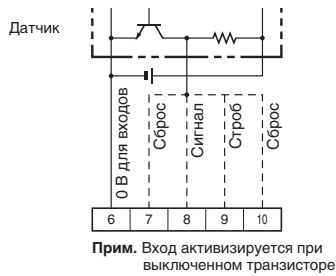 Датчик
0 В для входов
Сброс
Сигнал
Строб
Сброс
6 7 8 9 10
Прим. Вход активизируется при
выключенном транзисторе